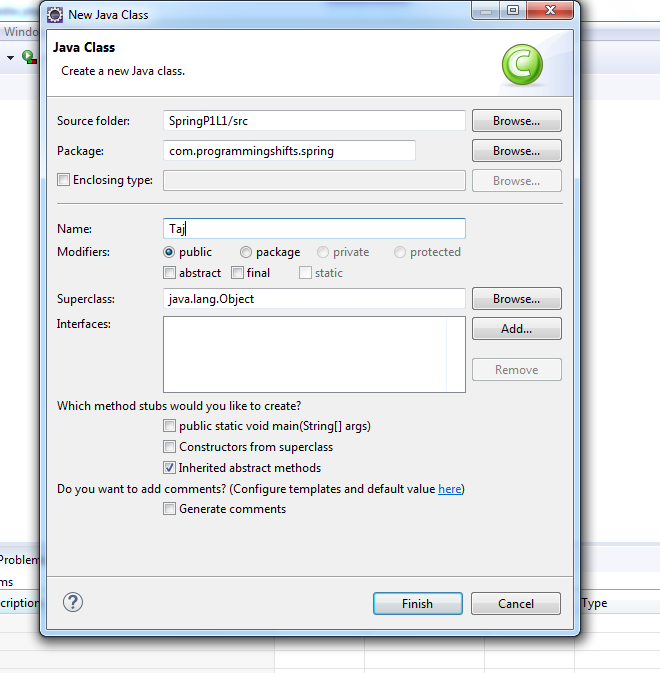 New Java Class
Windo
Java Class
Create a new Java class.
Source folder: SpringP1L1/src Browse...
Package: com.programmingshifts.spring Browse...
Enclosing type: Browse...
Name: Taj
Modifiers: public package private protected
abstract final static
Superclass: java.lang.Object Browse...
Interfaces: Add...
Remove
Which method stubs would you like to create?
public static void main(String[] args)
Constructors from superclass
Inherited abstract methods
Do you want to add comments? (Configure templates and default value here)
Generate comments
Problem
ms
cription Type
? Finish Cancel